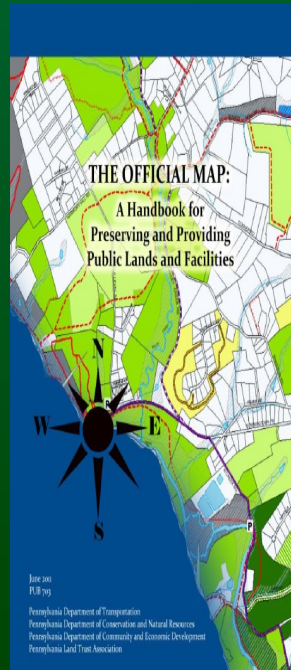 THE OFFICIAL MAP:
A Handbook for
Preserving and Providing
Public Lands and Facilities
N
W E
S
P
P
June 2011
PUB 703
Pennsylvania Department of Transportation
Pennsylvania Department of Conservation and Natural Resources
Pennsylvania Department of Community and Economic Development
Pennsylvania Land Trust Association